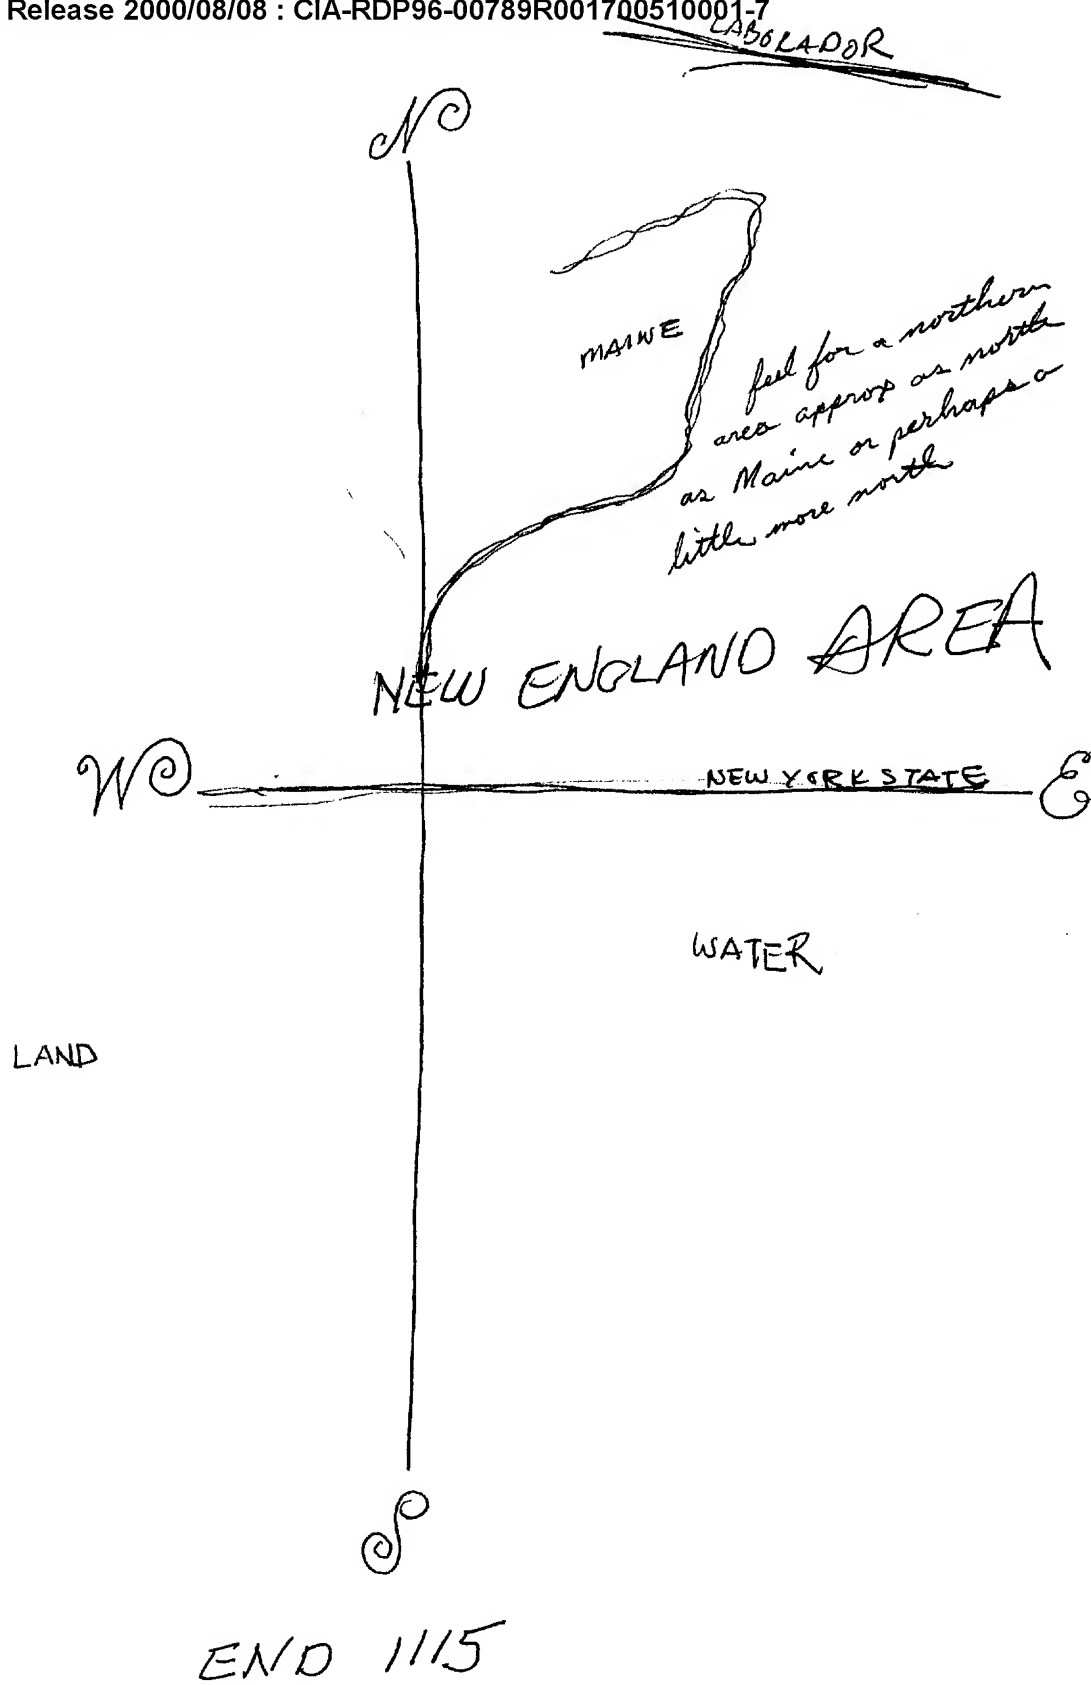 Release 2000/08/08 : CIA-RDP96-00789R001700510001-7
LABORADOR
N
MAINE
feel for a northern
area approx as north
as Maine or perhaps a
little more north
NEW ENGLAND AREA
W
NEW YORK STATE
E
WATER
LAND
S
END 1115